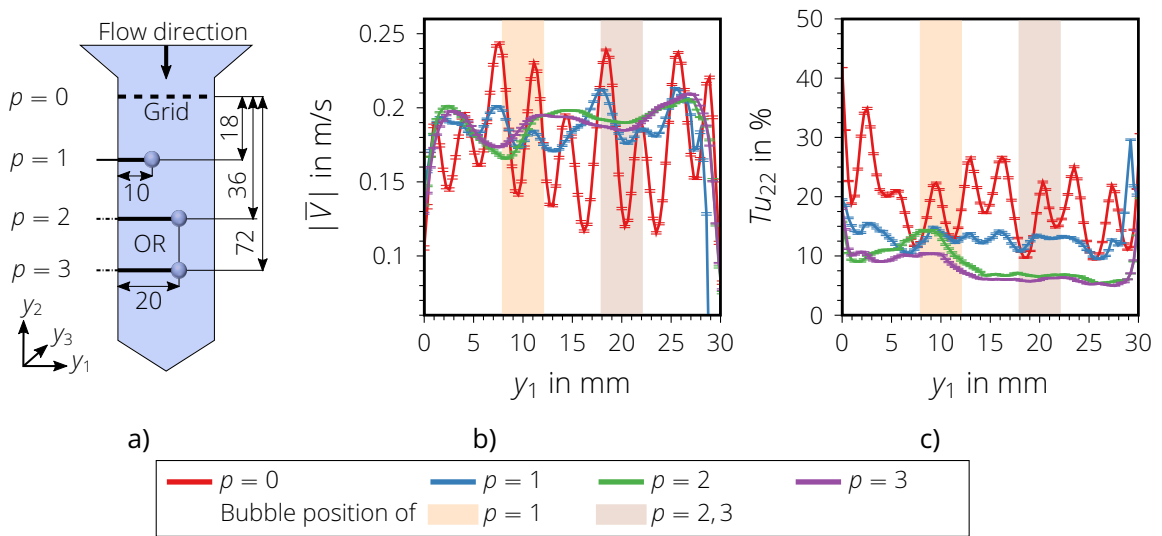 Flow direction
p = 0
Grid
18
p = 1
10
36
p = 2
OR
72
p = 3
20
y2
y3
y1
a)
|V̅| in m/s
0.25
0.2
0.15
0.1
0 5 10 15 20 25 30
y1 in mm
b)
Tu22 in %
50
40
30
20
10
0
0 5 10 15 20 25 30
y1 in mm
c)
p = 0 p = 1 p = 2 p = 3
Bubble position of p = 1 p = 2, 3